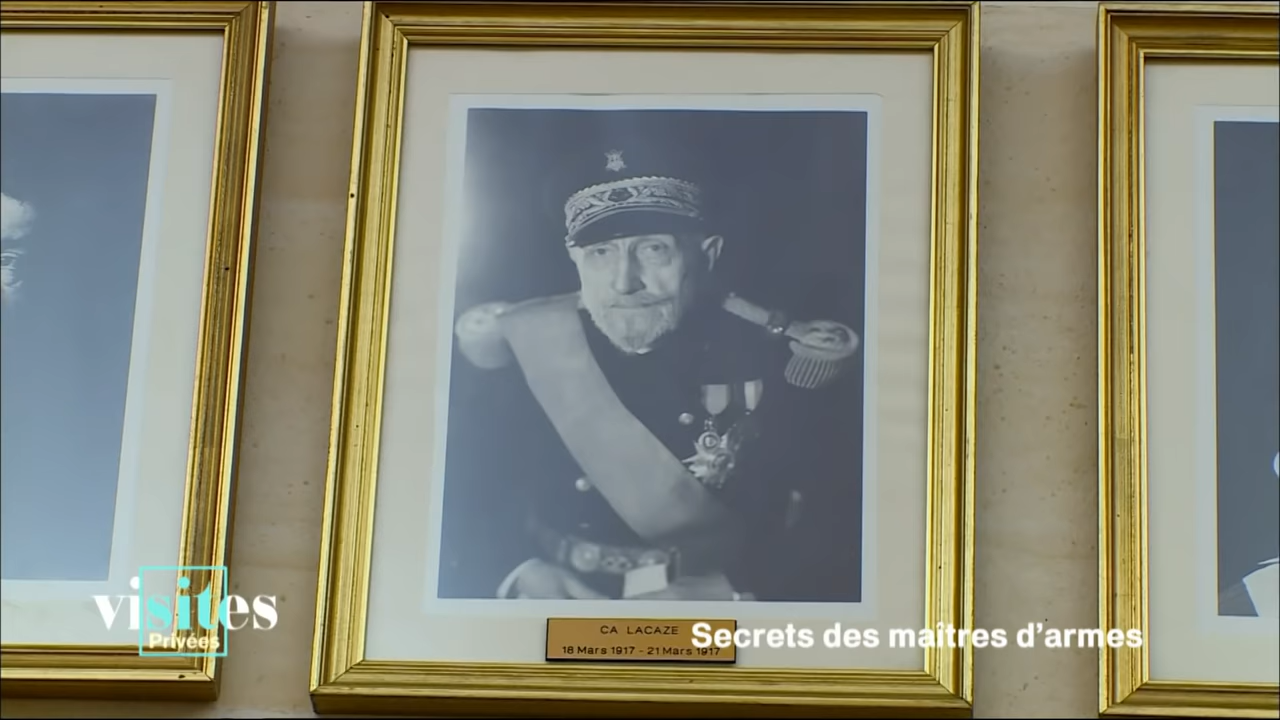 CA LACAZE
18 Mars 1917 - 21 Mars 1917
Secrets des maîtres d'armes
visites
Privées